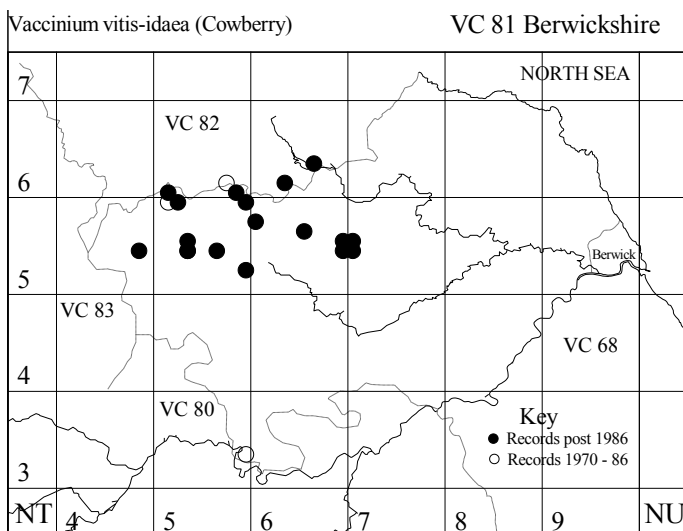 Vaccinium vitis-idaea (Cowberry)
VC 81 Berwickshire
NORTH SEA
7
VC 82
6
Berwick
5
VC 83
VC 68
4
VC 80
Key
Records post 1986
Records 1970 - 86
3
NT 4 5 6 7 8 9 NU